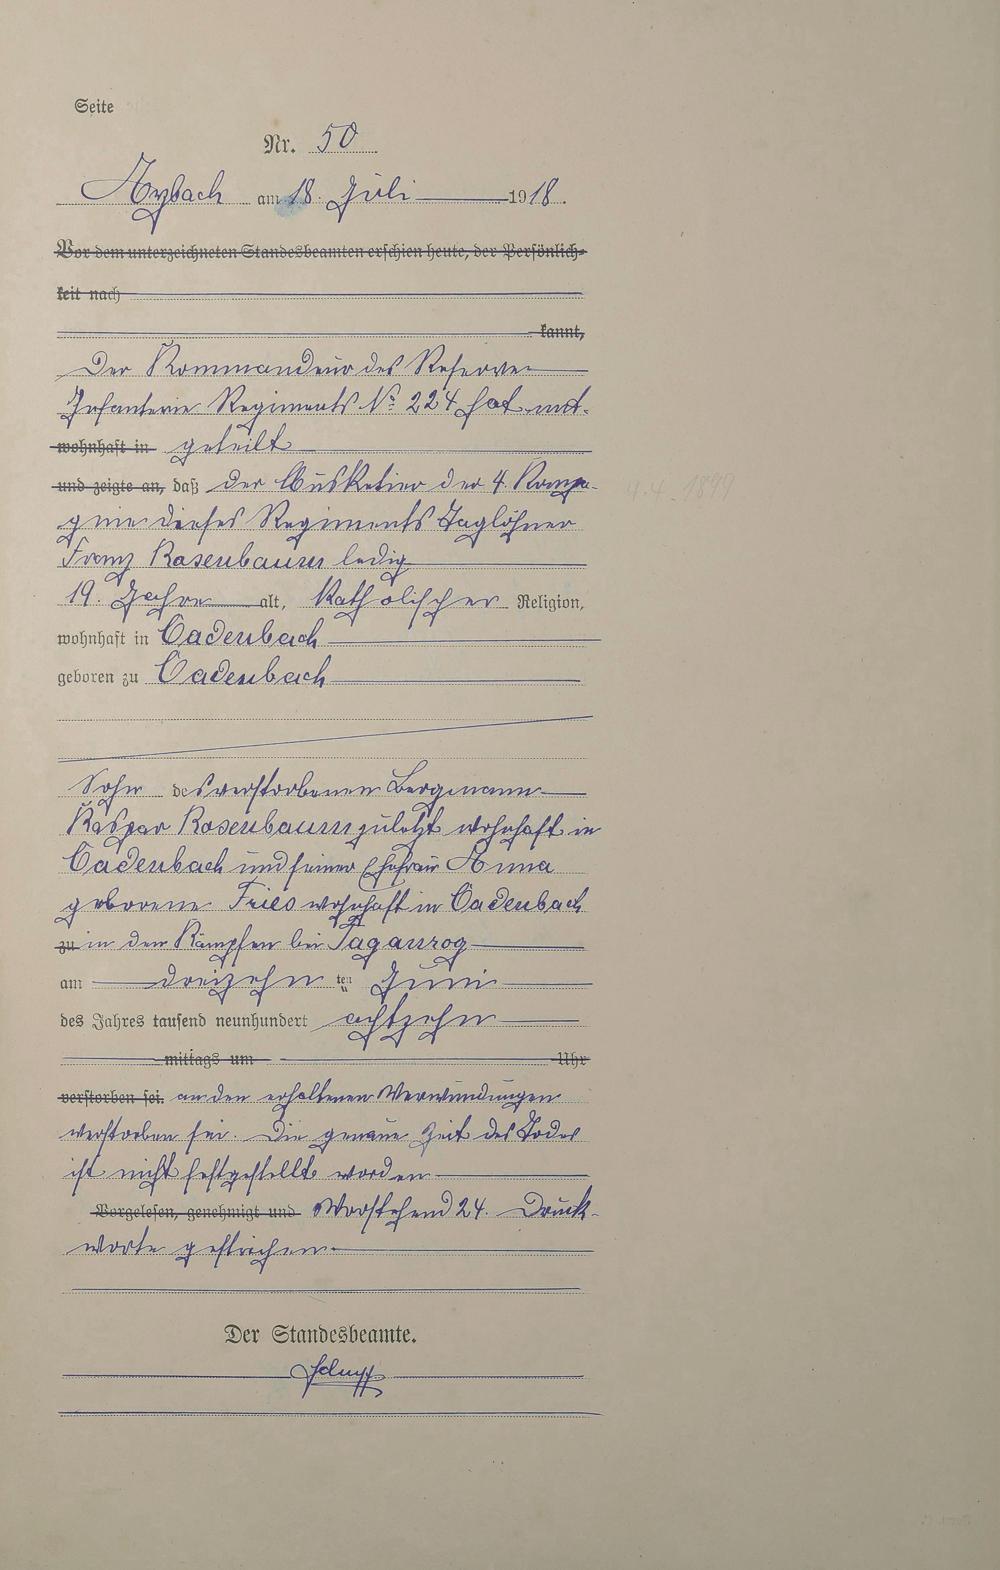 Seite
Nr. 50
Arzbach am 18. Juli 1918.
Vor dem unterzeichneten Standesbeamten erschien heute, der Persönlich-
keit nach
kannt,
Der Kommandeur des Reserve
Infanterie Regiments No 224 hat mit-
wohnhaft in geteilt
und zeigte an, daß der Musketier der 4. Kompa-
gnie dieses Regiments Taglöhner
Franz Rosenbaum ledig
19. Jahre alt, katholischer Religion,
wohnhaft in Cadenbach
geboren zu Cadenbach
Sohn des verstorbenen Bergmann
Kaspar Rosenbaum zuletzt wohnhaft in
Cadenbach und seiner Ehefrau Anna
geborene Fries wohnhaft in Cadenbach
zu in den Kämpfen bei Taganrog
am dreizehn ten Juni
des Jahres tausend neunhundert achtzehn
mittags um Uhr
verstorben sei. an den erhaltenen Verwundungen
verstorben sei. Die genaue Zeit des Todes
ist nicht festgestellt worden
Vorgelesen, genehmigt und Vorstehend 24. Druck-
worte gestrichen
Der Standesbeamte.